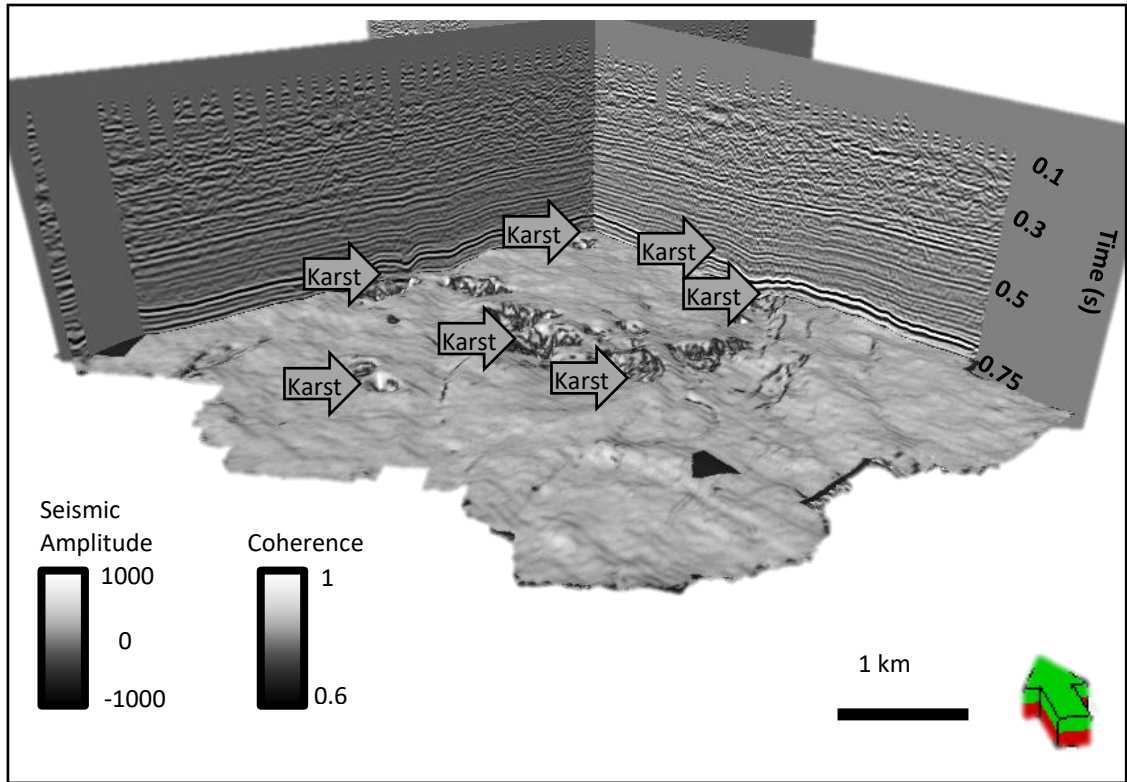 0.1
0.3
Time (s)
0.5
0.75
Karst
Karst
Karst
Karst
Karst
Karst
Karst
Seismic
Amplitude
1000
0
-1000
Coherence
1
0.6
1 km